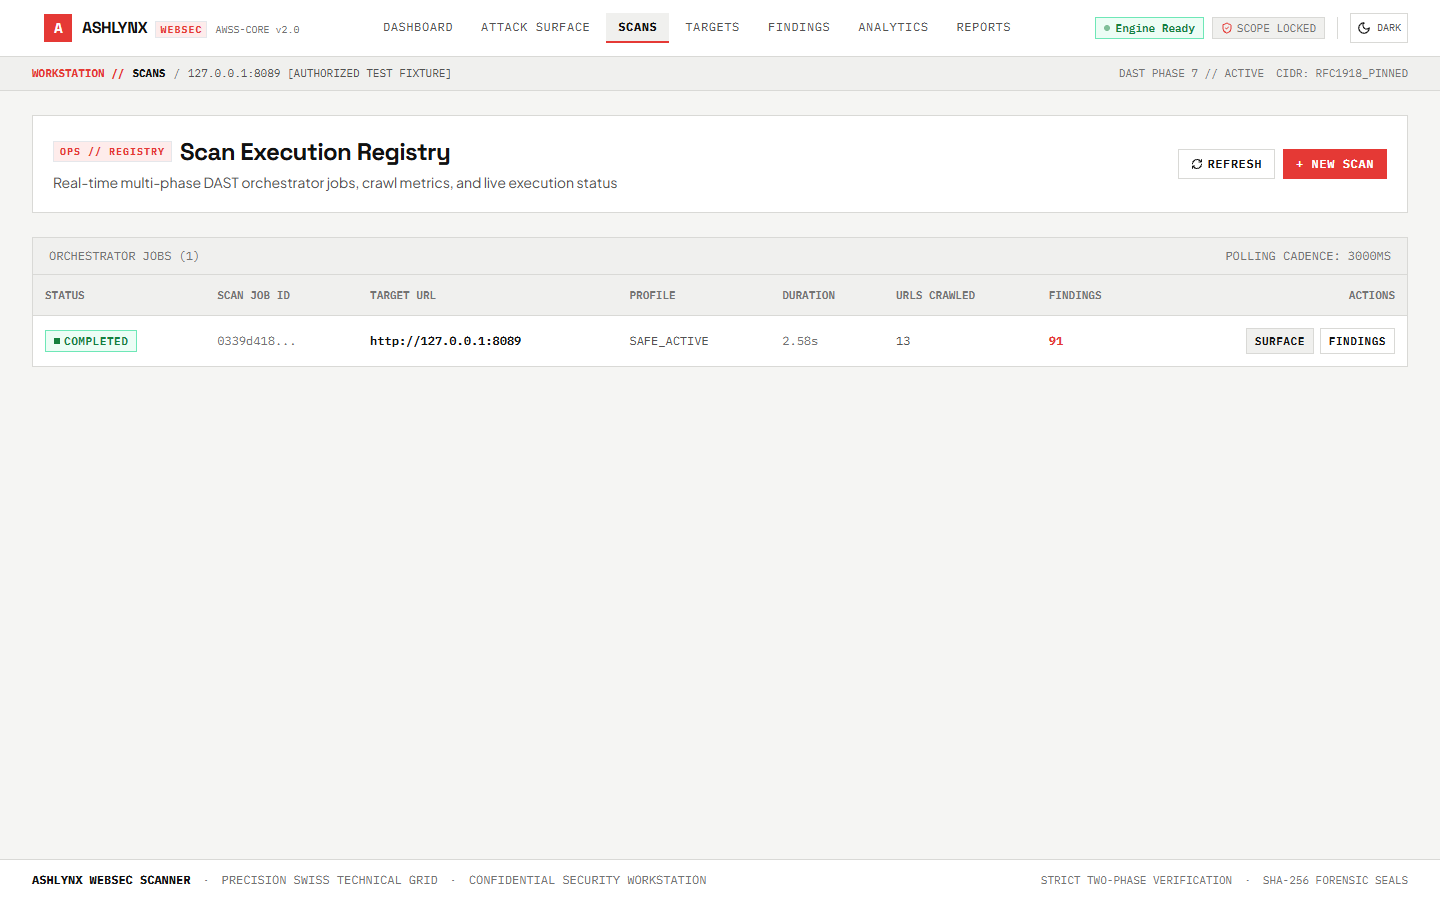 A ASHLYNX WEBSEC AWSS-CORE v2.0 DASHBOARD ATTACK SURFACE SCANS TARGETS FINDINGS ANALYTICS REPORTS Engine Ready SCOPE LOCKED DARK
WORKSTATION // SCANS / 127.0.0.1:8089 [AUTHORIZED TEST FIXTURE] DAST PHASE 7 // ACTIVE CIDR: RFC1918_PINNED
OPS // REGISTRY Scan Execution Registry
Real-time multi-phase DAST orchestrator jobs, crawl metrics, and live execution status
REFRESH + NEW SCAN
ORCHESTRATOR JOBS (1) POLLING CADENCE: 3000MS
STATUS SCAN JOB ID TARGET URL PROFILE DURATION URLS CRAWLED FINDINGS ACTIONS
COMPLETED 0339d418... http://127.0.0.1:8089 SAFE_ACTIVE 2.58s 13 91 SURFACE FINDINGS
ASHLYNX WEBSEC SCANNER · PRECISION SWISS TECHNICAL GRID · CONFIDENTIAL SECURITY WORKSTATION STRICT TWO-PHASE VERIFICATION · SHA-256 FORENSIC SEALS